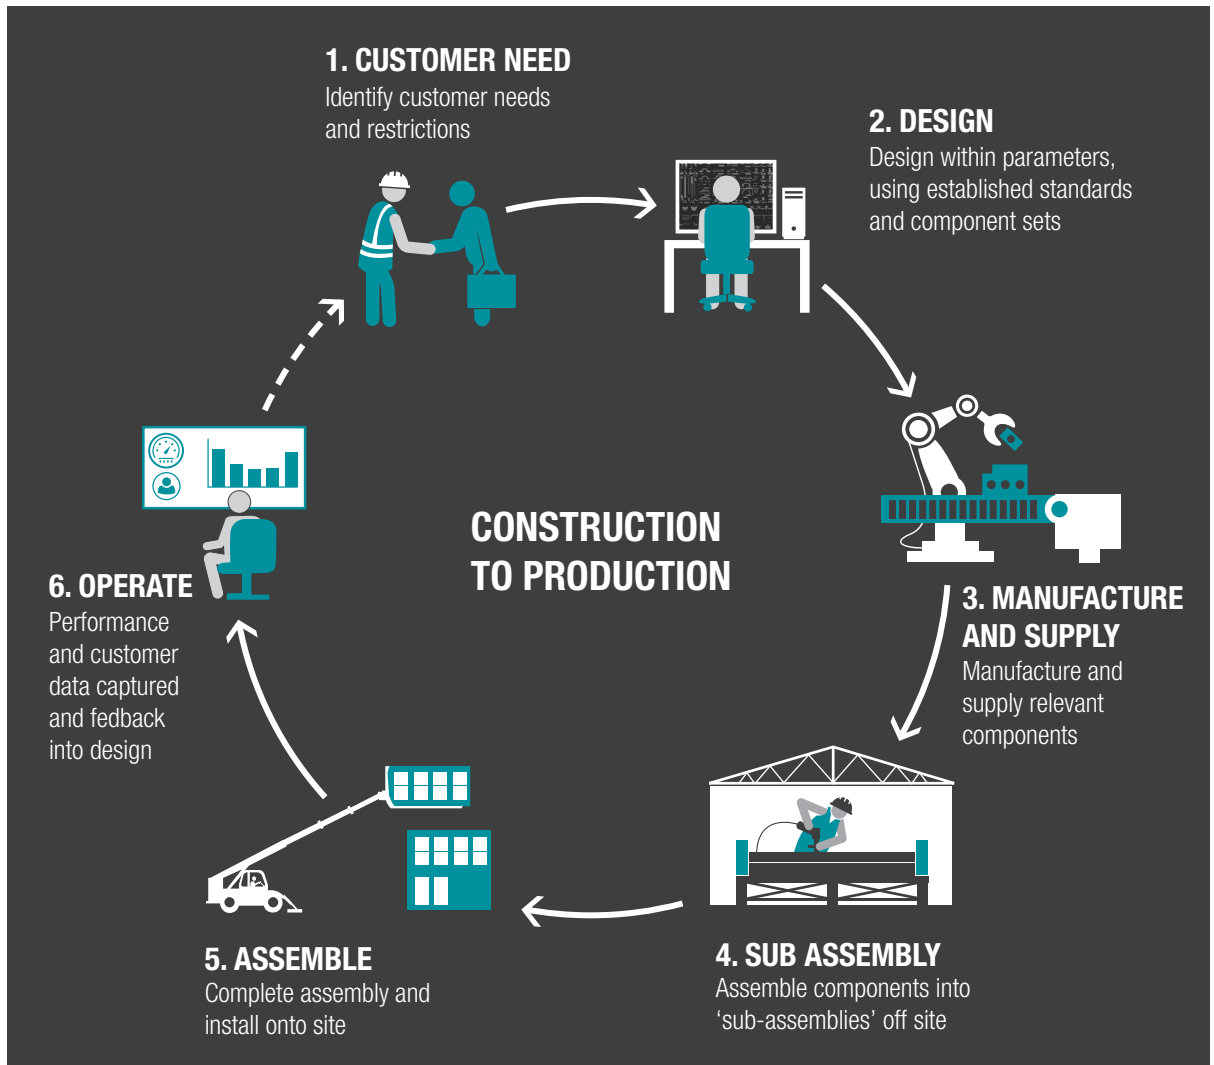 1. CUSTOMER NEED
Identify customer needs
and restrictions
2. DESIGN
Design within parameters,
using established standards
and component sets
CONSTRUCTION
TO PRODUCTION
3. MANUFACTURE
AND SUPPLY
Manufacture and
supply relevant
components
4. SUB ASSEMBLY
Assemble components into
‘sub-assemblies’ off site
5. ASSEMBLE
Complete assembly and
install onto site
6. OPERATE
Performance
and customer
data captured
and fedback
into design